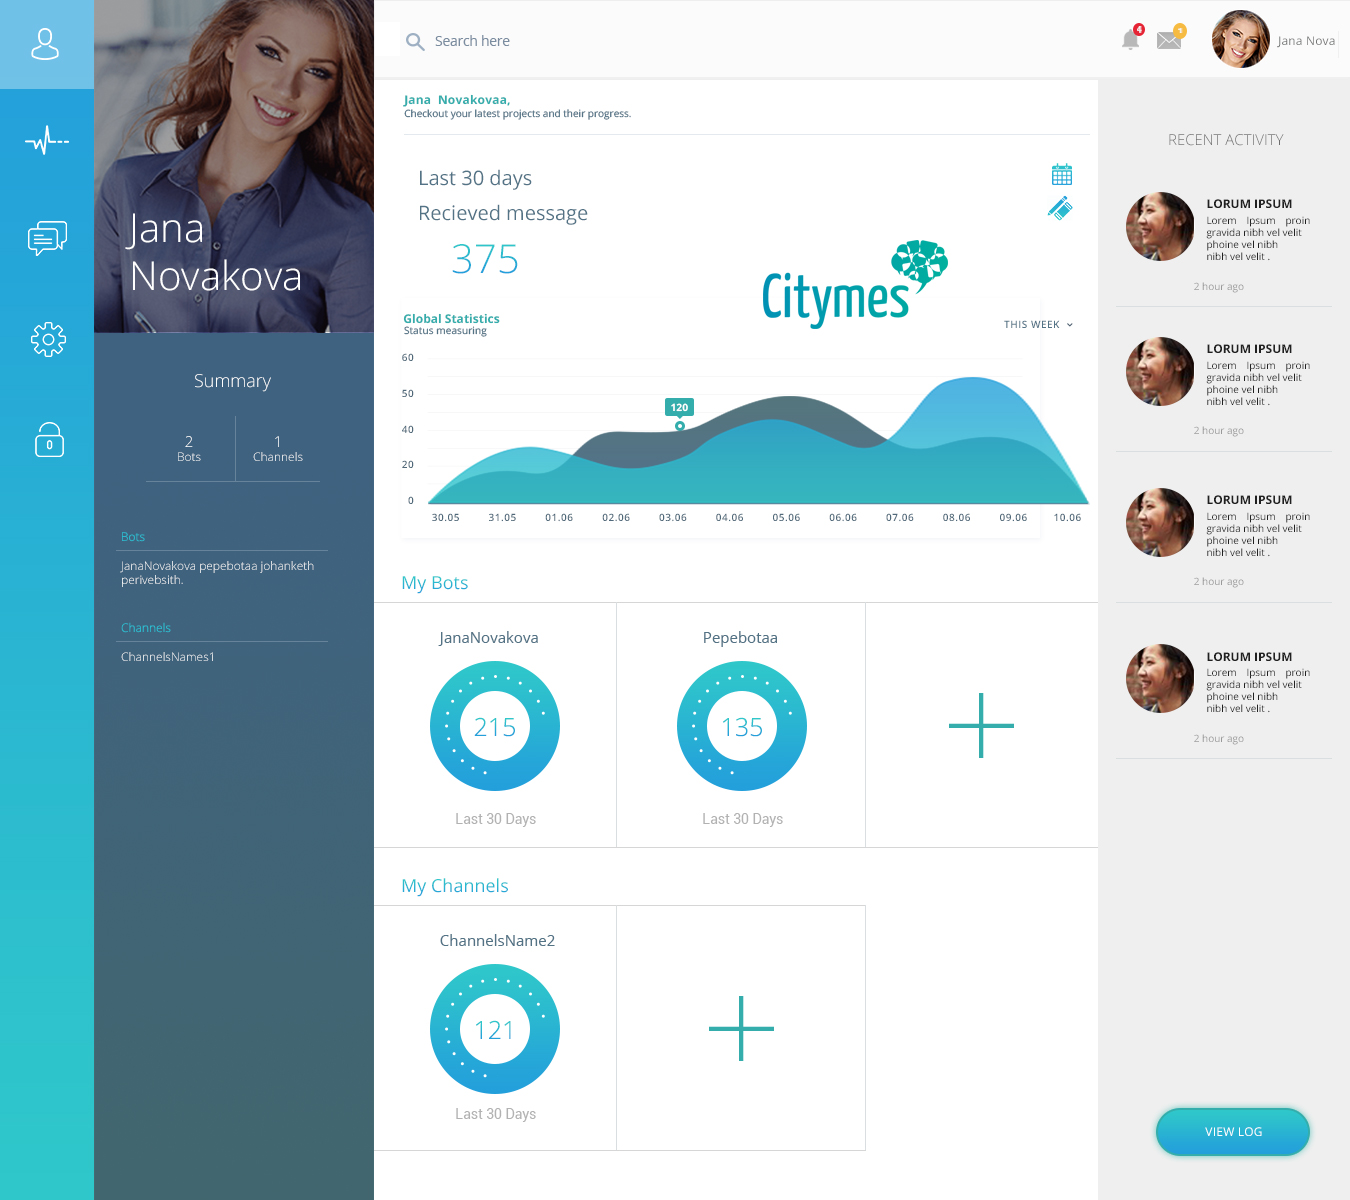 Search here
4
1
Jana Nova
Jana
Novakova
Summary
2
Bots
1
Channels
Bots
JanaNovakova pepebotaa johanketh
perivebsith.
Channels
ChannelsNames1
0
Jana Novakovaa,
Checkout your latest projects and their progress.
Last 30 days
Recieved message
375
Citymes
Global Statistics
Status measuring
THIS WEEK
60
50
40
20
0
120
30.05 31.05 01.06 02.06 03.06 04.06 05.06 06.06 07.06 08.06 09.06 10.06
My Bots
JanaNovakova
215
Last 30 Days
Pepebotaa
135
Last 30 Days
My Channels
ChannelsName2
121
Last 30 Days
RECENT ACTIVITY
LORUM IPSUM
Lorem Ipsum proin
gravida nibh vel velit
phoine vel nibh
nibh vel velit .
2 hour ago
LORUM IPSUM
Lorem Ipsum proin
gravida nibh vel velit
phoine vel nibh
nibh vel velit .
2 hour ago
LORUM IPSUM
Lorem Ipsum proin
gravida nibh vel velit
phoine vel nibh
nibh vel velit .
2 hour ago
LORUM IPSUM
Lorem Ipsum proin
gravida nibh vel velit
phoine vel nibh
nibh vel velit .
2 hour ago
VIEW LOG